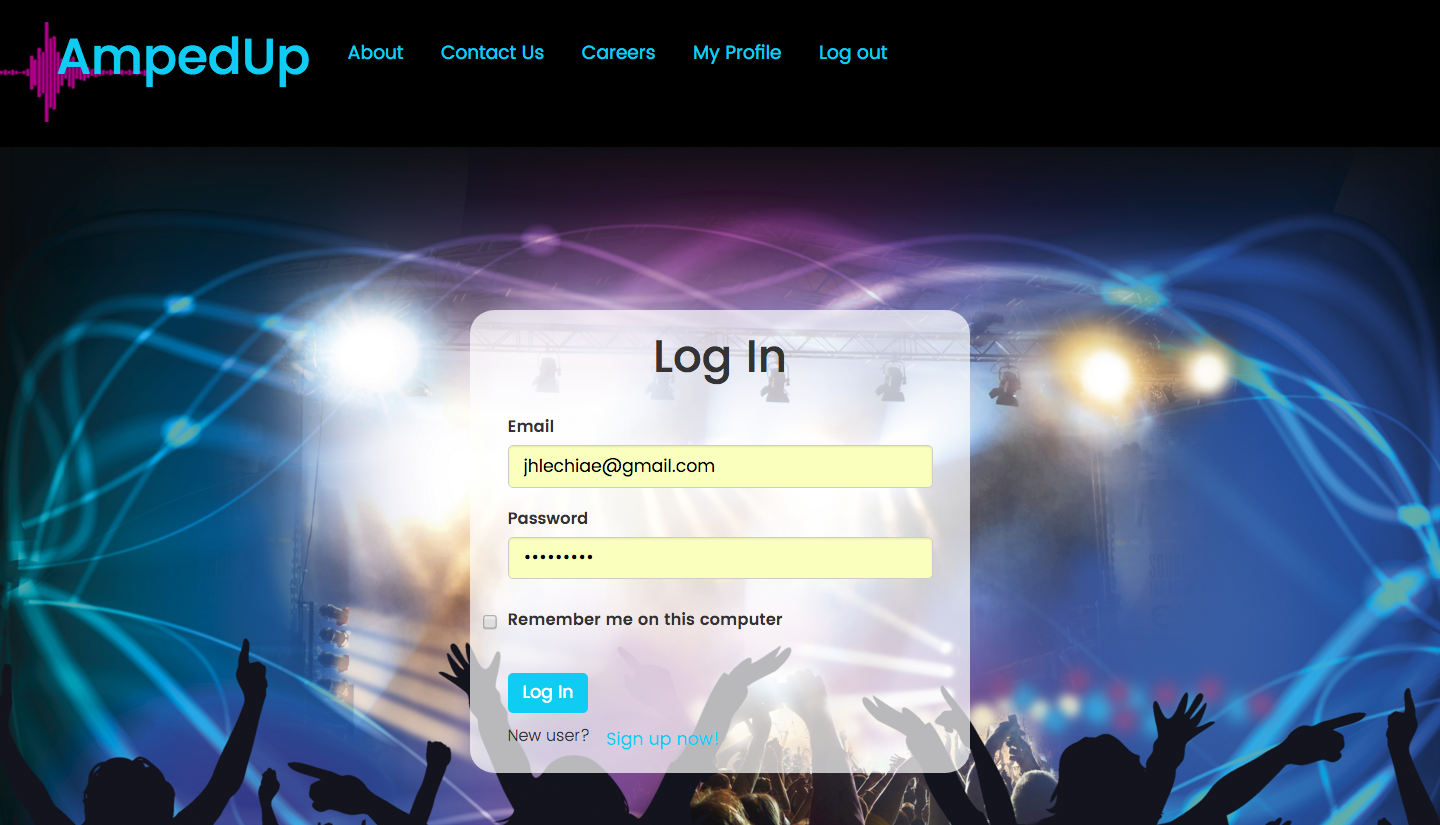 AmpedUp About Contact Us Careers My Profile Log out
Log In
Email
jhlechiae@gmail.com
Password
•••••••••
Remember me on this computer
Log In
New user? Sign up now!